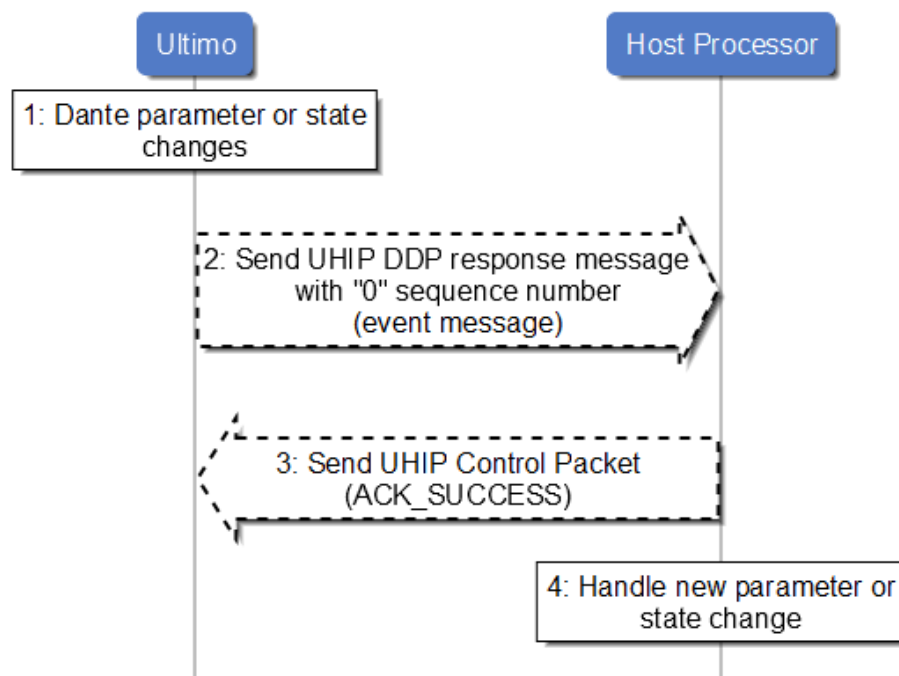 Ultimo
Host Processor
1: Dante parameter or state
changes
2: Send UHIP DDP response message
with "0" sequence number
(event message)
3: Send UHIP Control Packet
(ACK_SUCCESS)
4: Handle new parameter or
state change